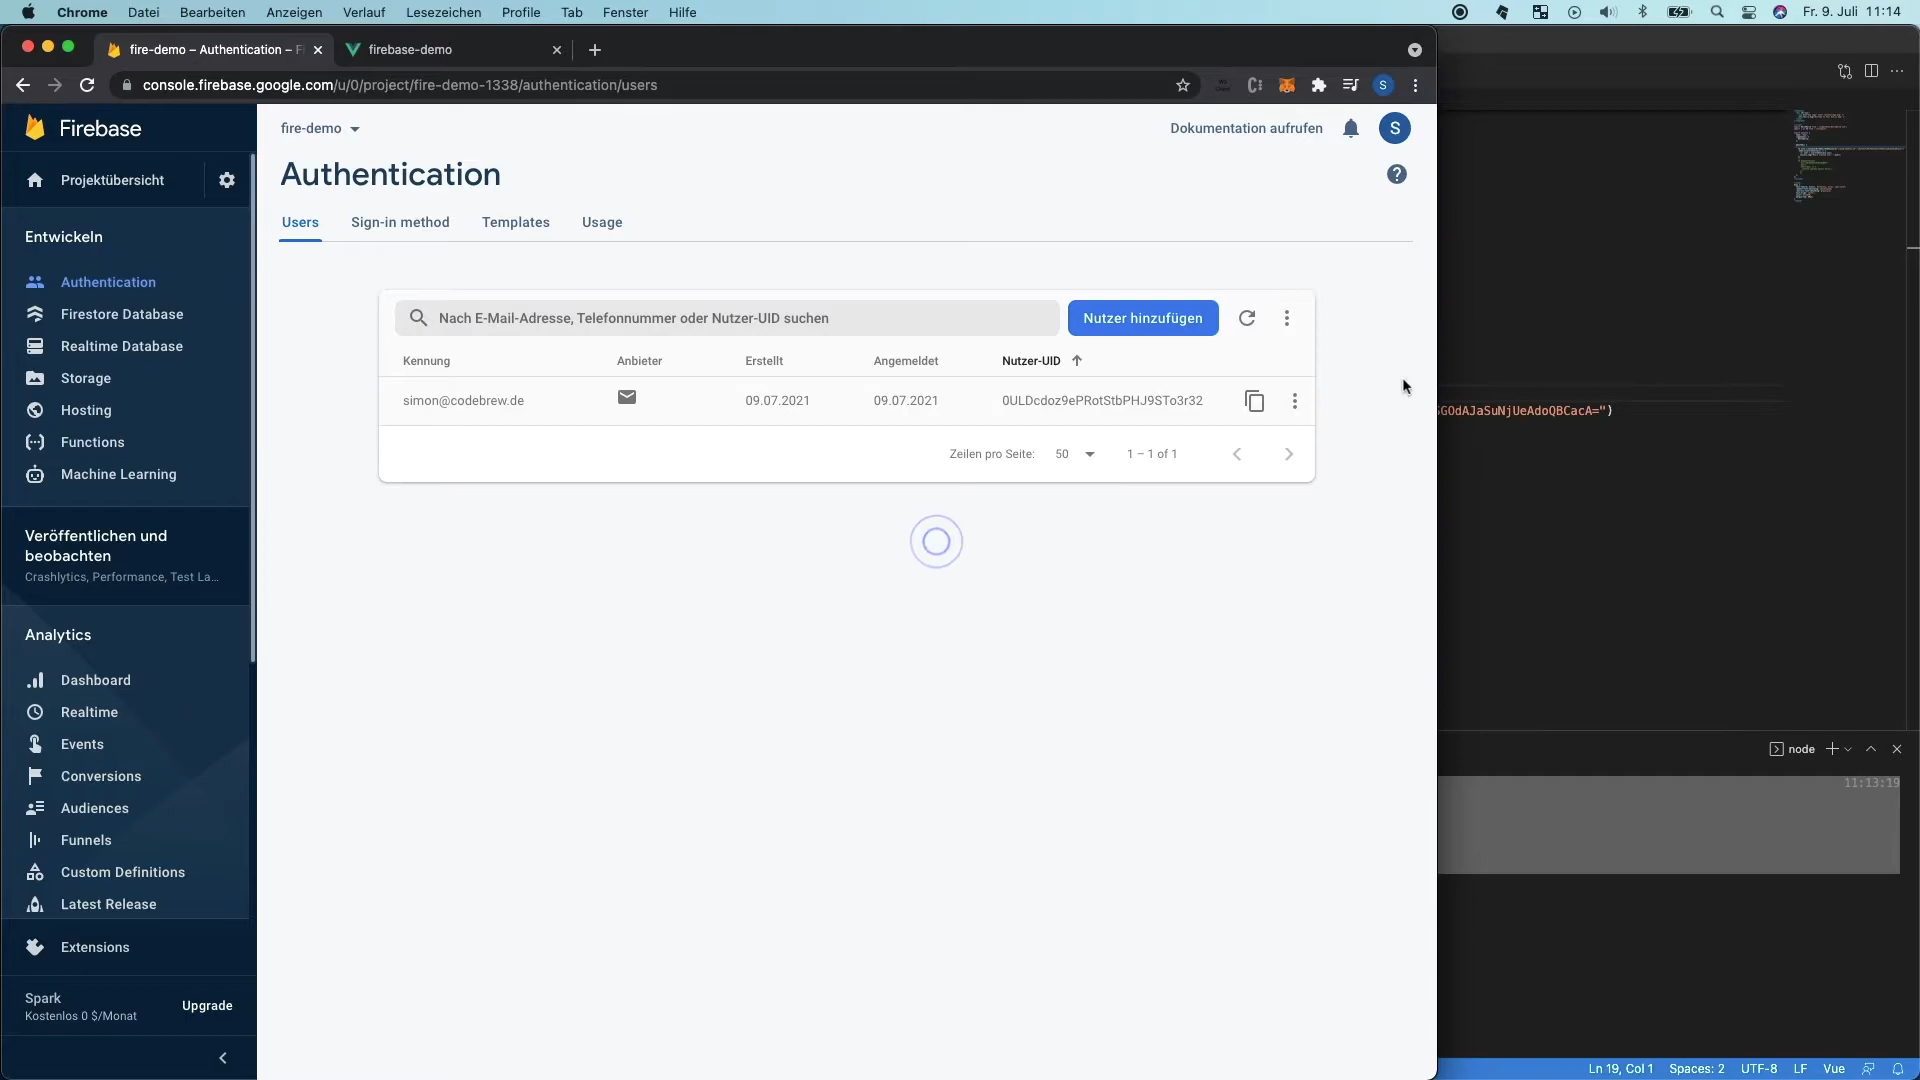 Chrome Datei Bearbeiten Anzeigen Verlauf Lesezeichen Profile Tab Fenster Hilfe Fr. 9. Juli 11:14
fire-demo – Authentication – Fi
firebase-demo
console.firebase.google.com/u/0/project/fire-demo-1338/authentication/users
S
Firebase
fire-demo
Dokumentation aufrufen
S
Projektübersicht
Authentication
Users Sign-in method Templates Usage
Entwickeln
Authentication
Firestore Database
Realtime Database
Storage
Hosting
Functions
Machine Learning
Nach E-Mail-Adresse, Telefonnummer oder Nutzer-UID suchen
Nutzer hinzufügen
Kennung Anbieter Erstellt Angemeldet Nutzer-UID
simon@codebrew.de 09.07.2021 09.07.2021 0ULDcdoz9ePRotStbPHJ9STo3r32
Zeilen pro Seite: 50 1 – 1 of 1
GOdAJaSuNjUeAdoQBCacA=")
Veröffentlichen und
beobachten
Crashlytics, Performance, Test La...
Analytics
Dashboard
Realtime
Events
Conversions
Audiences
Funnels
Custom Definitions
Latest Release
Extensions
Spark
Kostenlos 0 $/Monat
Upgrade
node
11:13:19
Ln 19, Col 1 Spaces: 2 UTF-8 LF Vue